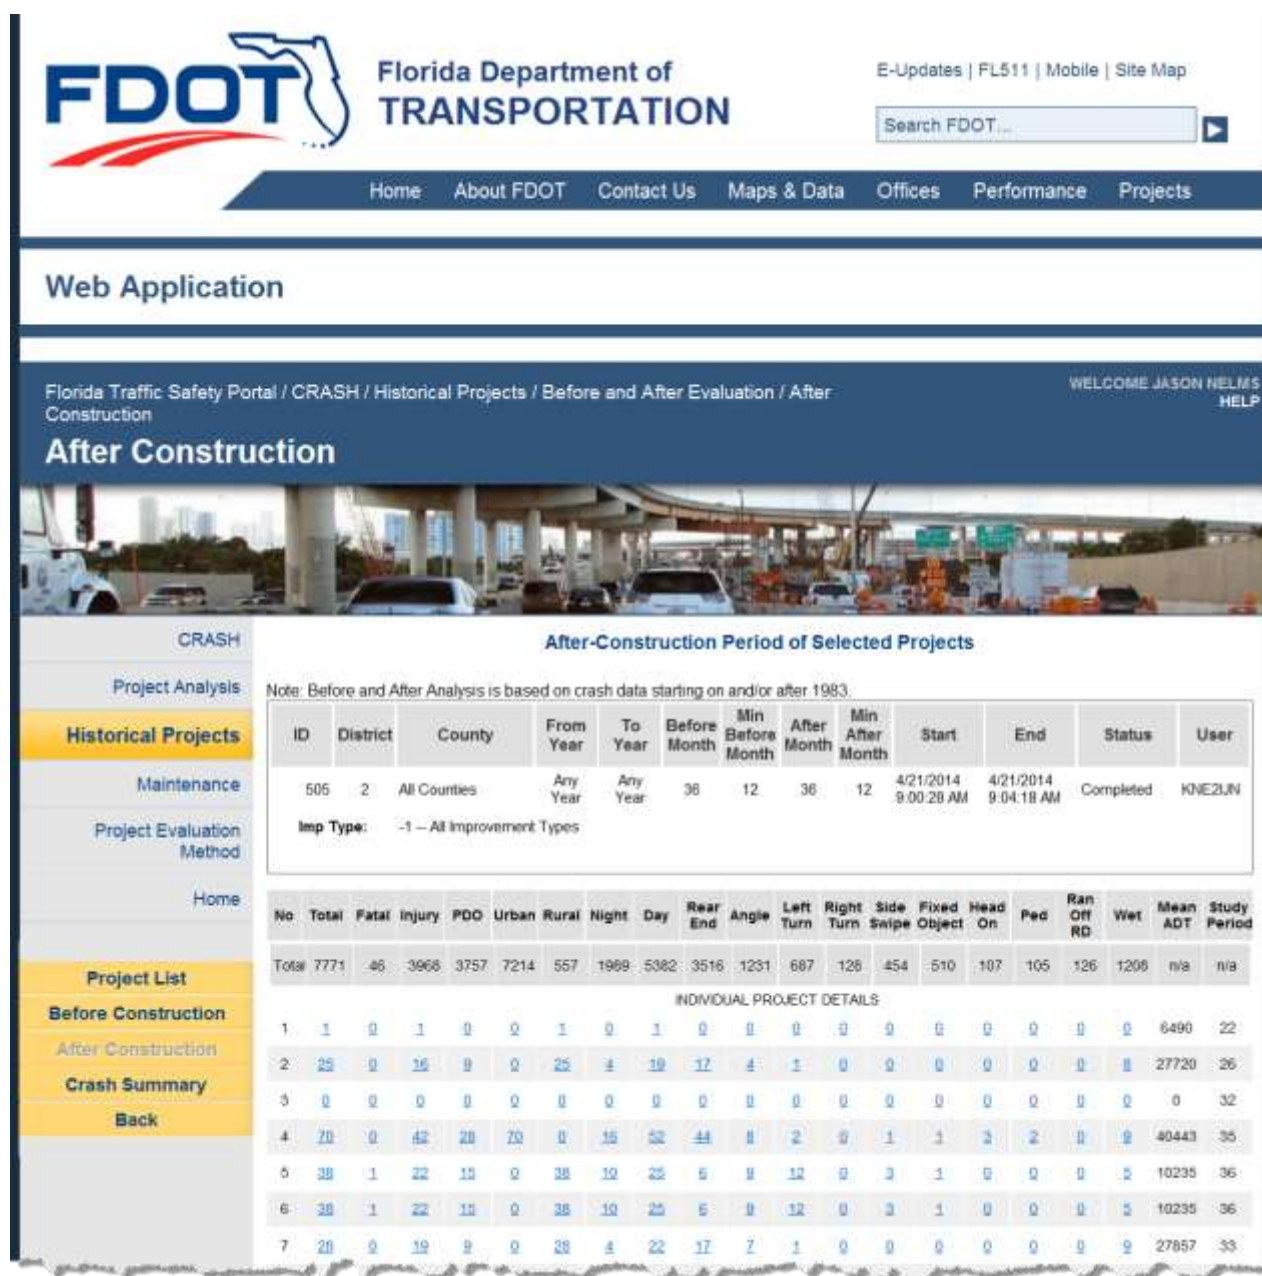 FDOT
Florida Department of
TRANSPORTATION
E-Updates | FL511 | Mobile | Site Map
Search FDOT...
Home About FDOT Contact Us Maps & Data Offices Performance Projects
Web Application
Florida Traffic Safety Portal / CRASH / Historical Projects / Before and After Evaluation / After
Construction
WELCOME JASON NELMS
HELP
After Construction
CRASH
Project Analysis
Historical Projects
Maintenance
Project Evaluation
Method
Home
Project List
Before Construction
After Construction
Crash Summary
Back
After-Construction Period of Selected Projects
Note: Before and After Analysis is based on crash data starting on and/or after 1983.
ID District County From Year To Year Before Month Min Before Month After Month Min After Month Start End Status User
505 2 All Counties Any Year Any Year 36 12 36 12 4/21/2014 9:00:28 AM 4/21/2014 9:04:18 AM Completed KNE2IJN
Imp Type: -1 -- All Improvement Types
No Total Fatal Injury PDO Urban Rural Night Day Rear End Angle Left Turn Right Turn Side Swipe Fixed Object Head On Ped Ran Off RD Wet Mean ADT Study Period
Total 7771 46 3968 3757 7214 557 1989 5382 3516 1231 687 128 454 510 107 105 126 1208 n/a n/a
INDIVIDUAL PROJECT DETAILS
1 1 0 1 0 0 1 0 1 0 0 0 0 0 0 0 0 0 0 6490 22
2 25 0 16 9 0 25 4 19 17 4 1 0 0 0 0 0 0 8 27720 26
3 0 0 0 0 0 0 0 0 0 0 0 0 0 0 0 0 0 0 0 32
4 70 0 42 28 70 0 16 52 44 8 2 0 1 1 3 2 0 9 40443 35
5 38 1 22 15 0 38 10 25 6 9 12 0 3 1 0 0 0 5 10235 36
6 38 1 22 15 0 38 10 25 6 9 12 0 3 1 0 0 0 5 10235 36
7 28 0 19 9 0 28 4 22 17 7 1 0 0 0 0 0 0 9 27857 33